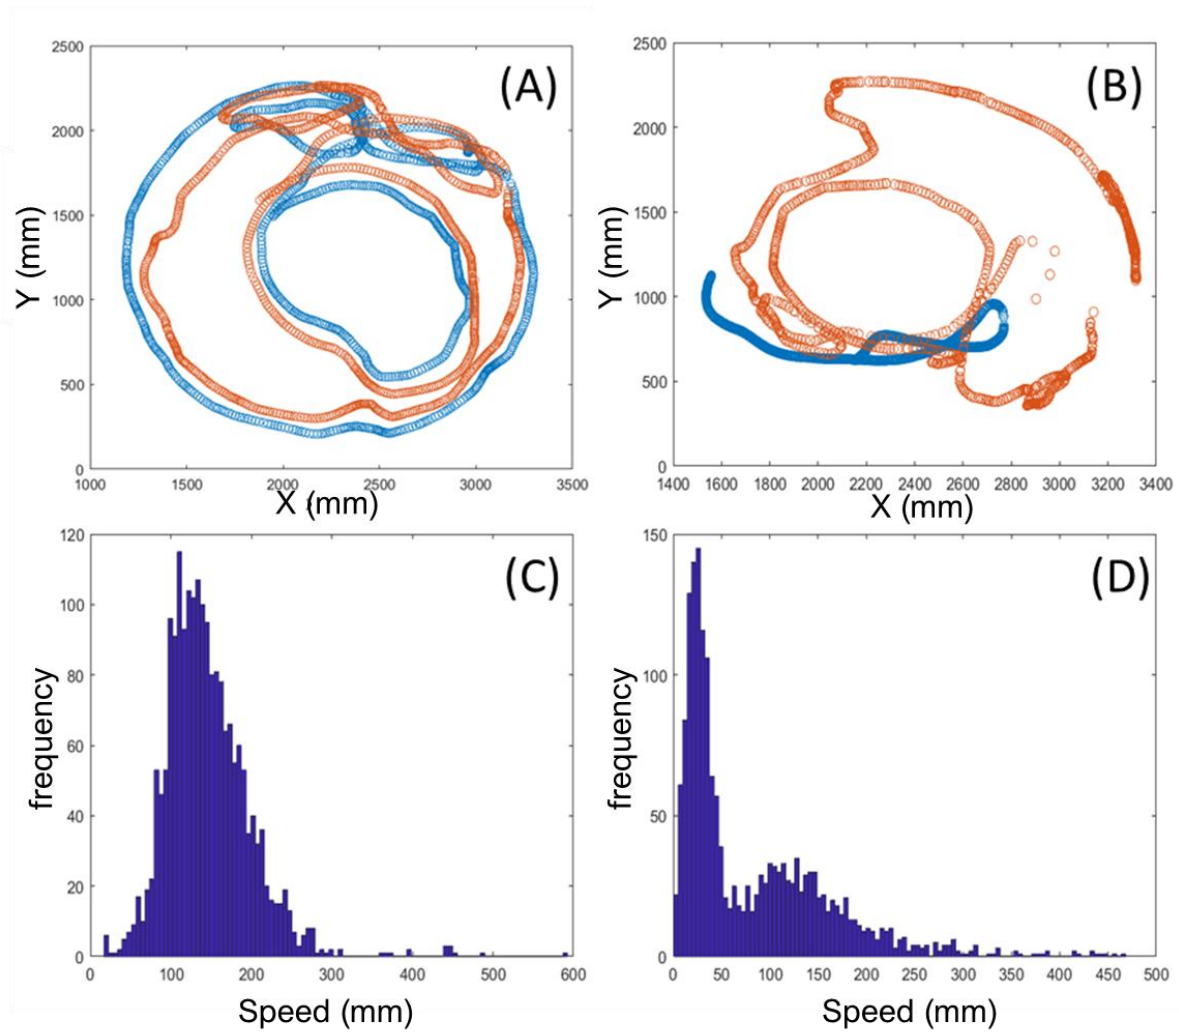 (A)
2500
2000
1500
1000
500
0
Y (mm)
1000 1500 2000 2500 3000 3500
X (mm)
(B)
2500
2000
1500
1000
500
0
Y (mm)
1400 1600 1800 2000 2200 2400 2600 2800 3000 3200 3400
X (mm)
(C)
120
100
80
60
40
20
0
frequency
0 100 200 300 400 500 600
Speed (mm)
(D)
150
100
50
0
frequency
0 50 100 150 200 250 300 350 400 450 500
Speed (mm)